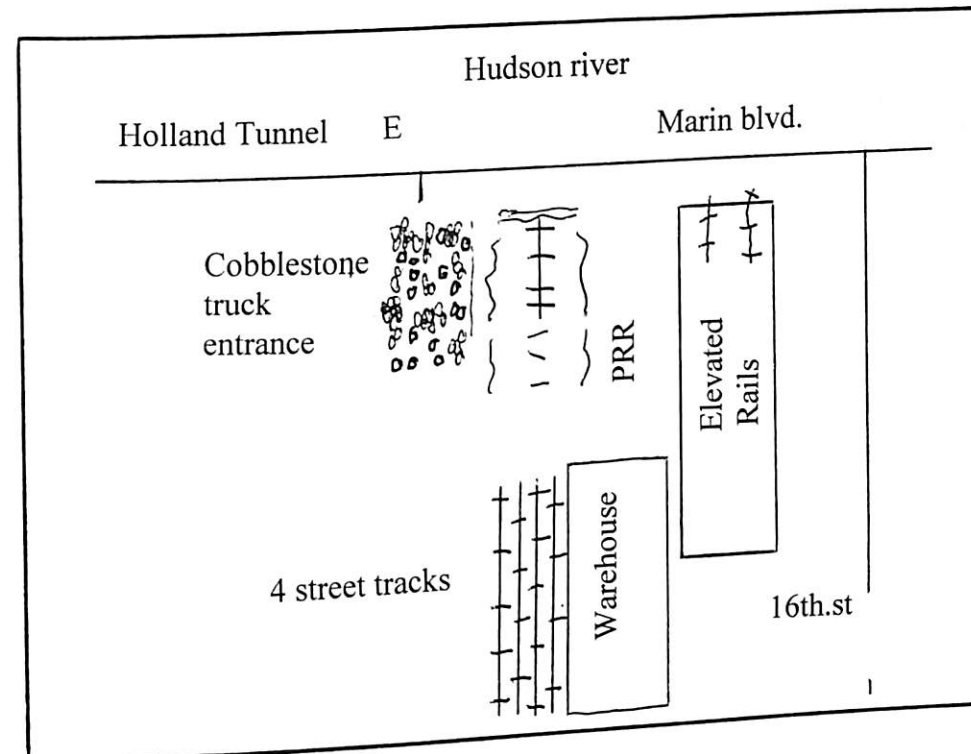 Hudson river
Holland Tunnel E Marin blvd.
Cobblestone
truck
entrance
PRR
Elevated
Rails
4 street tracks
Warehouse
16th.st